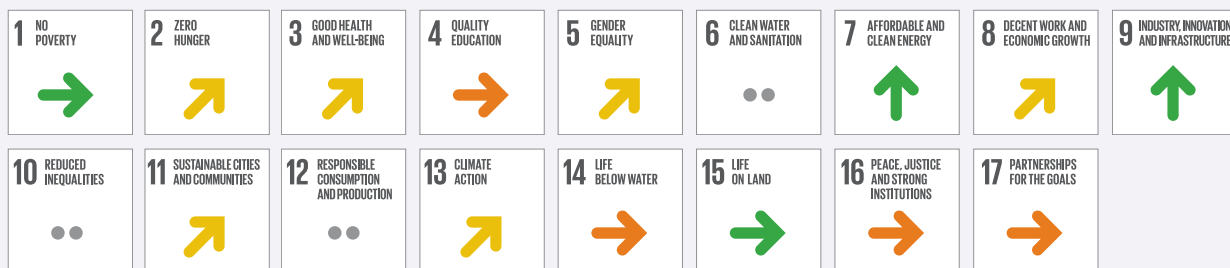 1 NO
POVERTY
2 ZERO
HUNGER
3 GOOD HEALTH
AND WELL-BEING
4 QUALITY
EDUCATION
5 GENDER
EQUALITY
6 CLEAN WATER
AND SANITATION
7 AFFORDABLE AND
CLEAN ENERGY
8 DECENT WORK AND
ECONOMIC GROWTH
9 INDUSTRY, INNOVATION
AND INFRASTRUCTURE
10 REDUCED
INEQUALITIES
11 SUSTAINABLE CITIES
AND COMMUNITIES
12 RESPONSIBLE
CONSUMPTION
AND PRODUCTION
13 CLIMATE
ACTION
14 LIFE
BELOW WATER
15 LIFE
ON LAND
16 PEACE, JUSTICE
AND STRONG
INSTITUTIONS
17 PARTNERSHIPS
FOR THE GOALS